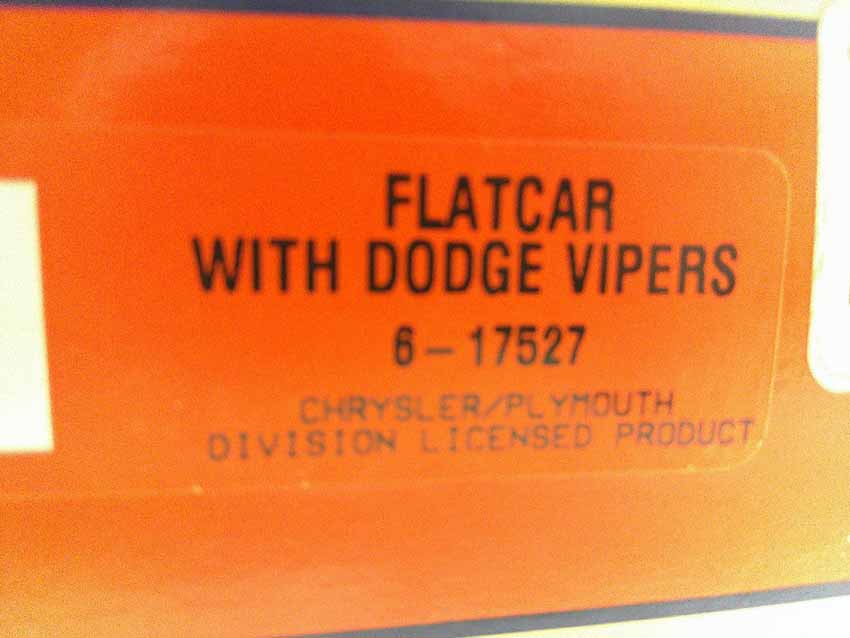 FLATCAR
WITH DODGE VIPERS
6-17527
CHRYSLER/PLYMOUTH
DIVISION LICENSED PRODUCT